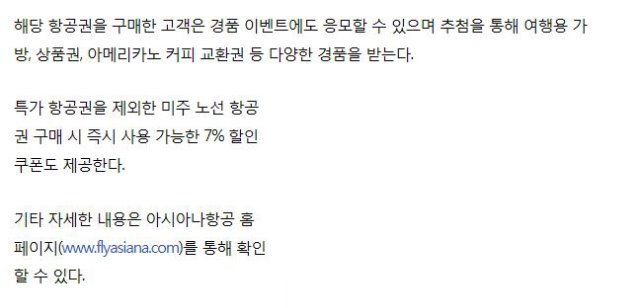 해당 항공권을 구매한 고객은 경품 이벤트에도 응모할 수 있으며 추첨을 통해 여행용 가
방, 상품권, 아메리카노 커피 교환권 등 다양한 경품을 받는다.
특가 항공권을 제외한 미주 노선 항공
권 구매 시 즉시 사용 가능한 7% 할인
쿠폰도 제공한다.
기타 자세한 내용은 아시아나항공 홈
페이지(www.flyasiana.com)를 통해 확인
할 수 있다.